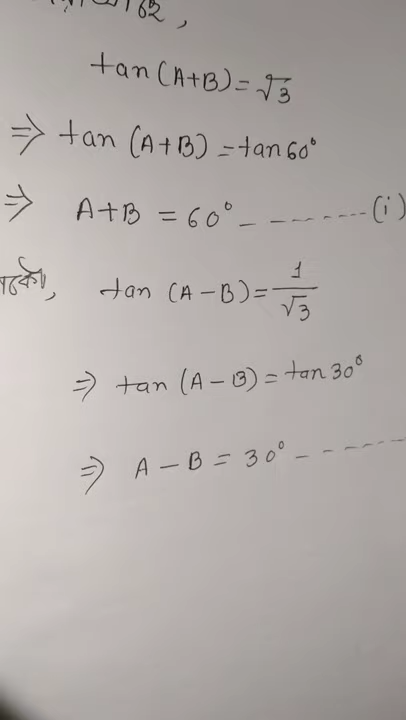 tan (A+B) = √3
⇒ tan (A+B) = tan 60°
⇒ A+B = 60° - - - - - - - - (i)
tan (A-B) = 1/√3
⇒ tan (A-B) = tan 30°
⇒ A - B = 30° - - - - - -